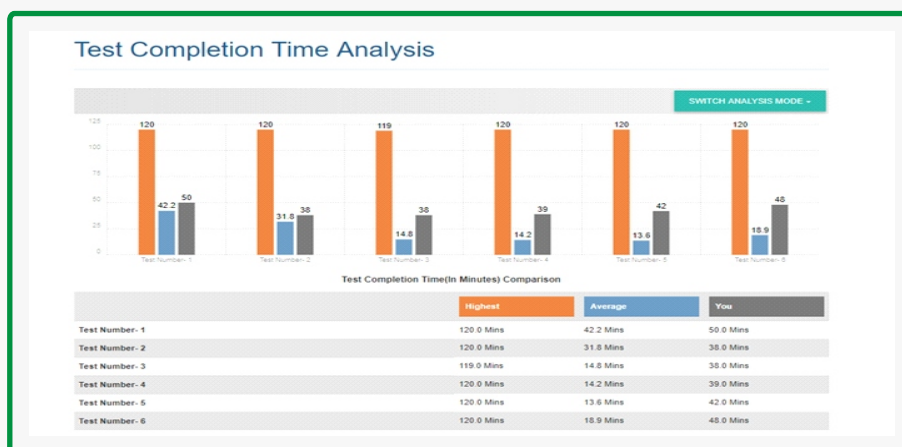 Test Completion Time Analysis
SWITCH ANALYSIS MODE
125
100
75
50
25
0
120 42.2 50
120 31.8 38
119 14.8 38
120 14.2 39
120 13.6 42
120 18.9 48
Test Number- 1 Test Number- 2 Test Number- 3 Test Number- 4 Test Number- 5 Test Number- 6
Test Completion Time(In Minutes) Comparison
Highest Average You
Test Number- 1 120.0 Mins 42.2 Mins 50.0 Mins
Test Number- 2 120.0 Mins 31.8 Mins 38.0 Mins
Test Number- 3 119.0 Mins 14.8 Mins 38.0 Mins
Test Number- 4 120.0 Mins 14.2 Mins 39.0 Mins
Test Number- 5 120.0 Mins 13.6 Mins 42.0 Mins
Test Number- 6 120.0 Mins 18.9 Mins 48.0 Mins